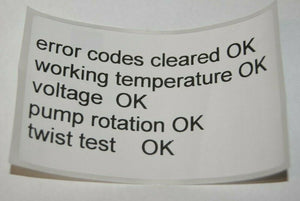 error codes cleared OK
working temperature OK
voltage OK
pump rotation OK
twist test OK